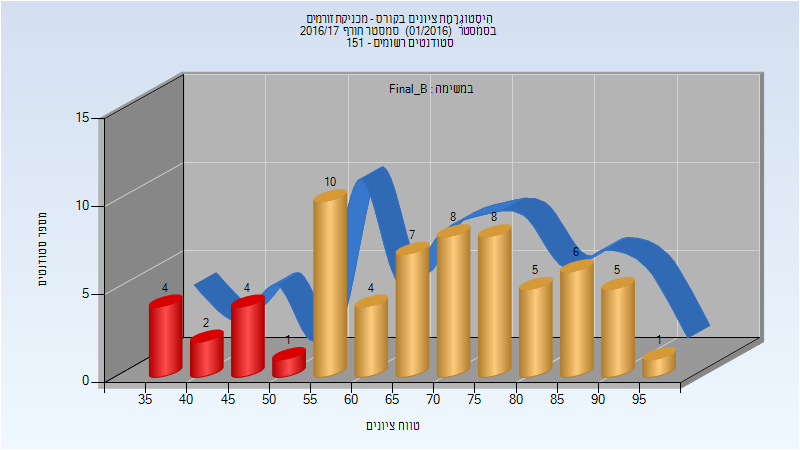 היסטוגרמת ציונים בקורס - מכניקת זורמים
בסמסטר (01/2016) סמסטר חורף 2016/17
סטודנטים רשומים - 151
במשימה : Final_B
מספר סטודנטים
15
10
5
0
4
2
4
1
10
4
7
8
8
5
6
5
1
35 40 45 50 55 60 65 70 75 80 85 90 95
טווח ציונים